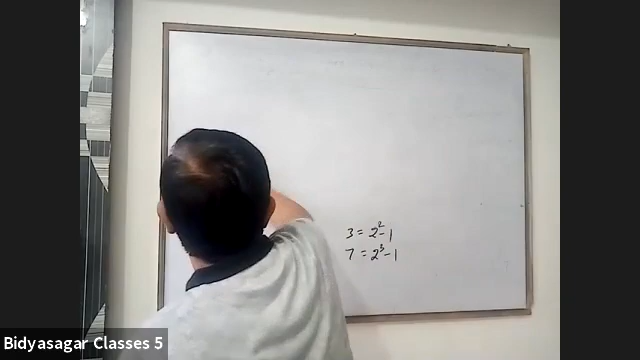 3 = 2² - 1
7 = 2³ - 1
Bidyasagar Classes 5